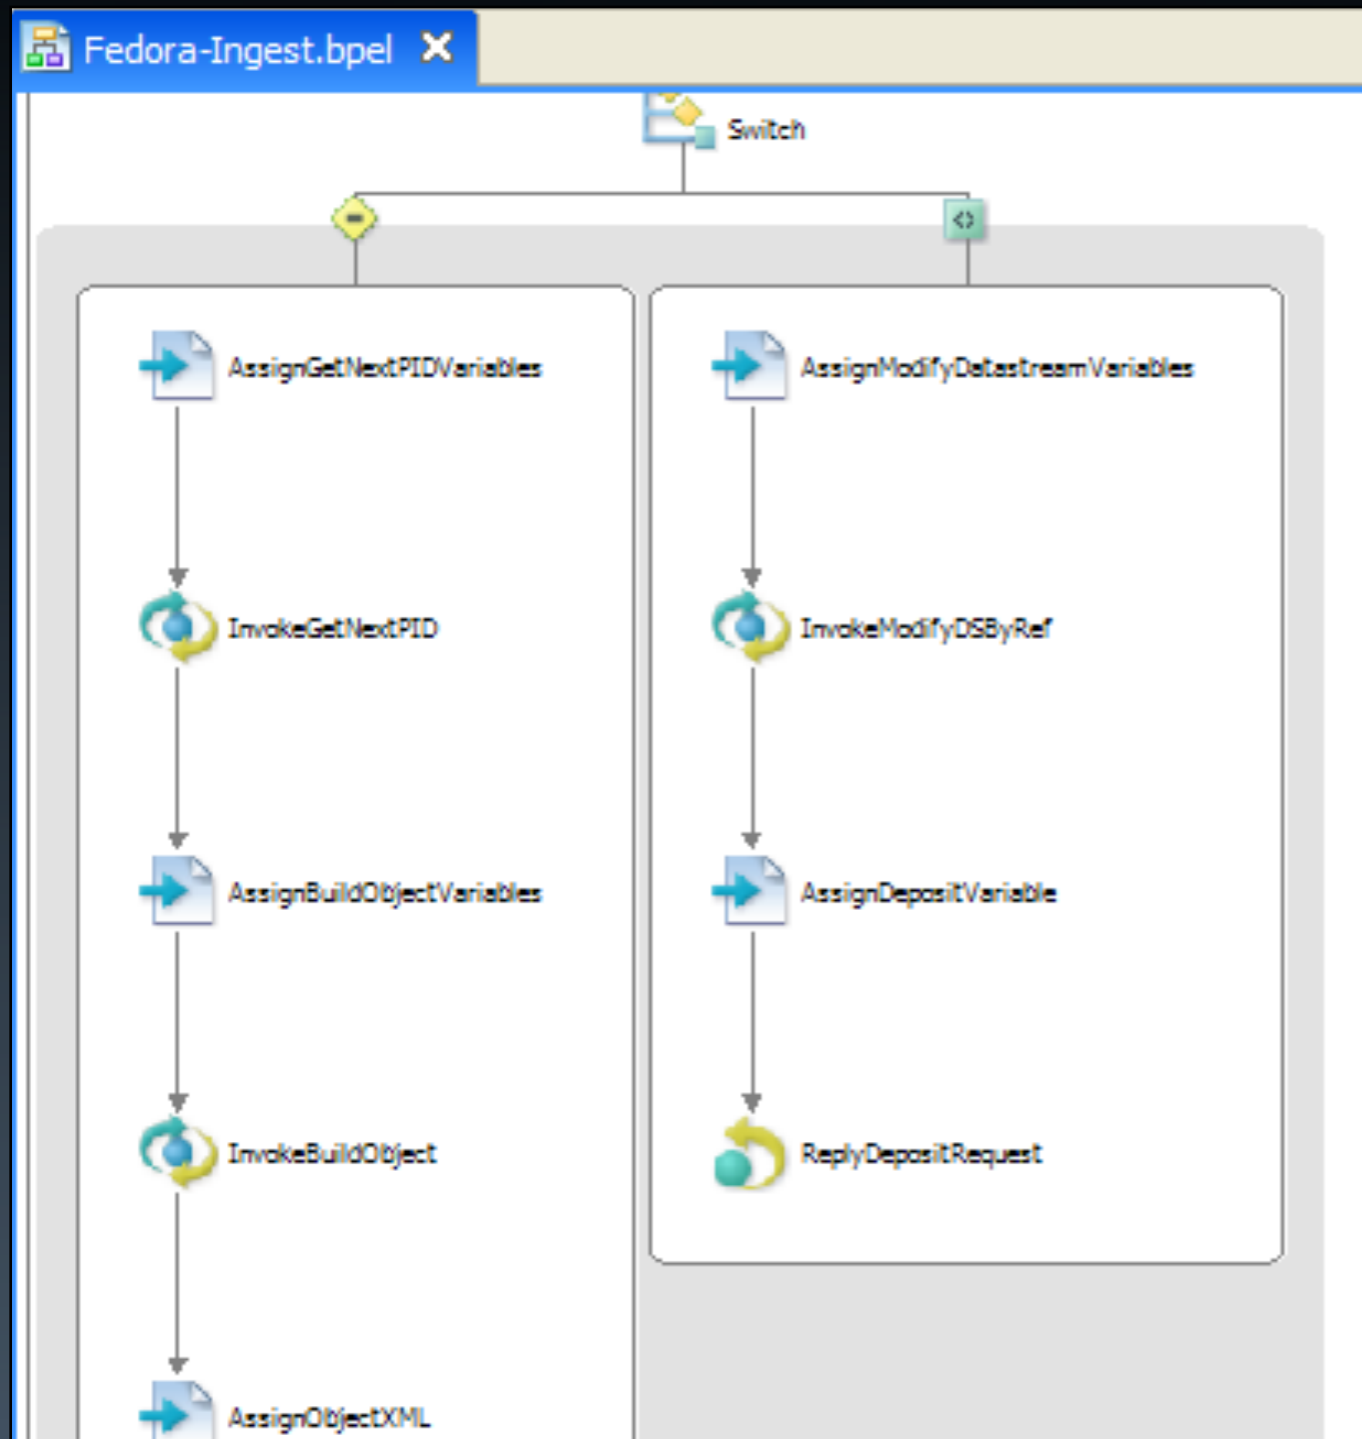 Fedora-Ingest.bpel
Switch
AssignGetNextPIDVariables
InvokeGetNextPID
AssignBuildObjectVariables
InvokeBuildObject
AssignObjectXML
AssignModifyDatastreamVariables
InvokeModifyDSByRef
AssignDepositVariable
ReplyDepositRequest